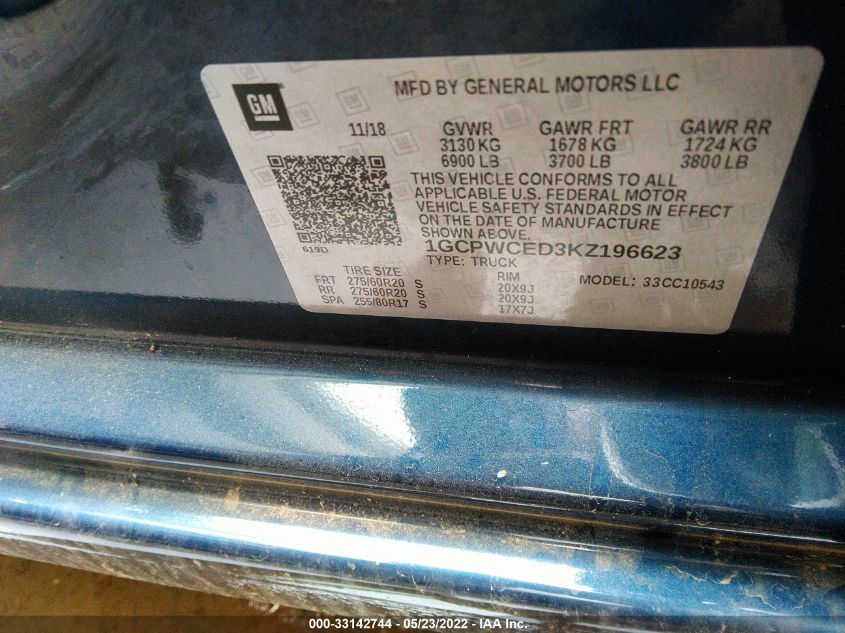 GM
MFD BY GENERAL MOTORS LLC
11/18 GVWR GAWR FRT GAWR RR
3130 KG 1678 KG 1724 KG
6900 LB 3700 LB 3800 LB
THIS VEHICLE CONFORMS TO ALL
APPLICABLE U.S. FEDERAL MOTOR
VEHICLE SAFETY STANDARDS IN EFFECT
ON THE DATE OF MANUFACTURE
SHOWN ABOVE.
619D
1GCPWCED3KZ196623
TYPE: TRUCK
TIRE SIZE RIM MODEL: 33CC10543
FRT 275/60R20 S 20X9J
RR 275/60R20 S 20X9J
SPA 255/80R17 S 17X7J
000-33142744 - 05/23/2022 - IAA Inc.